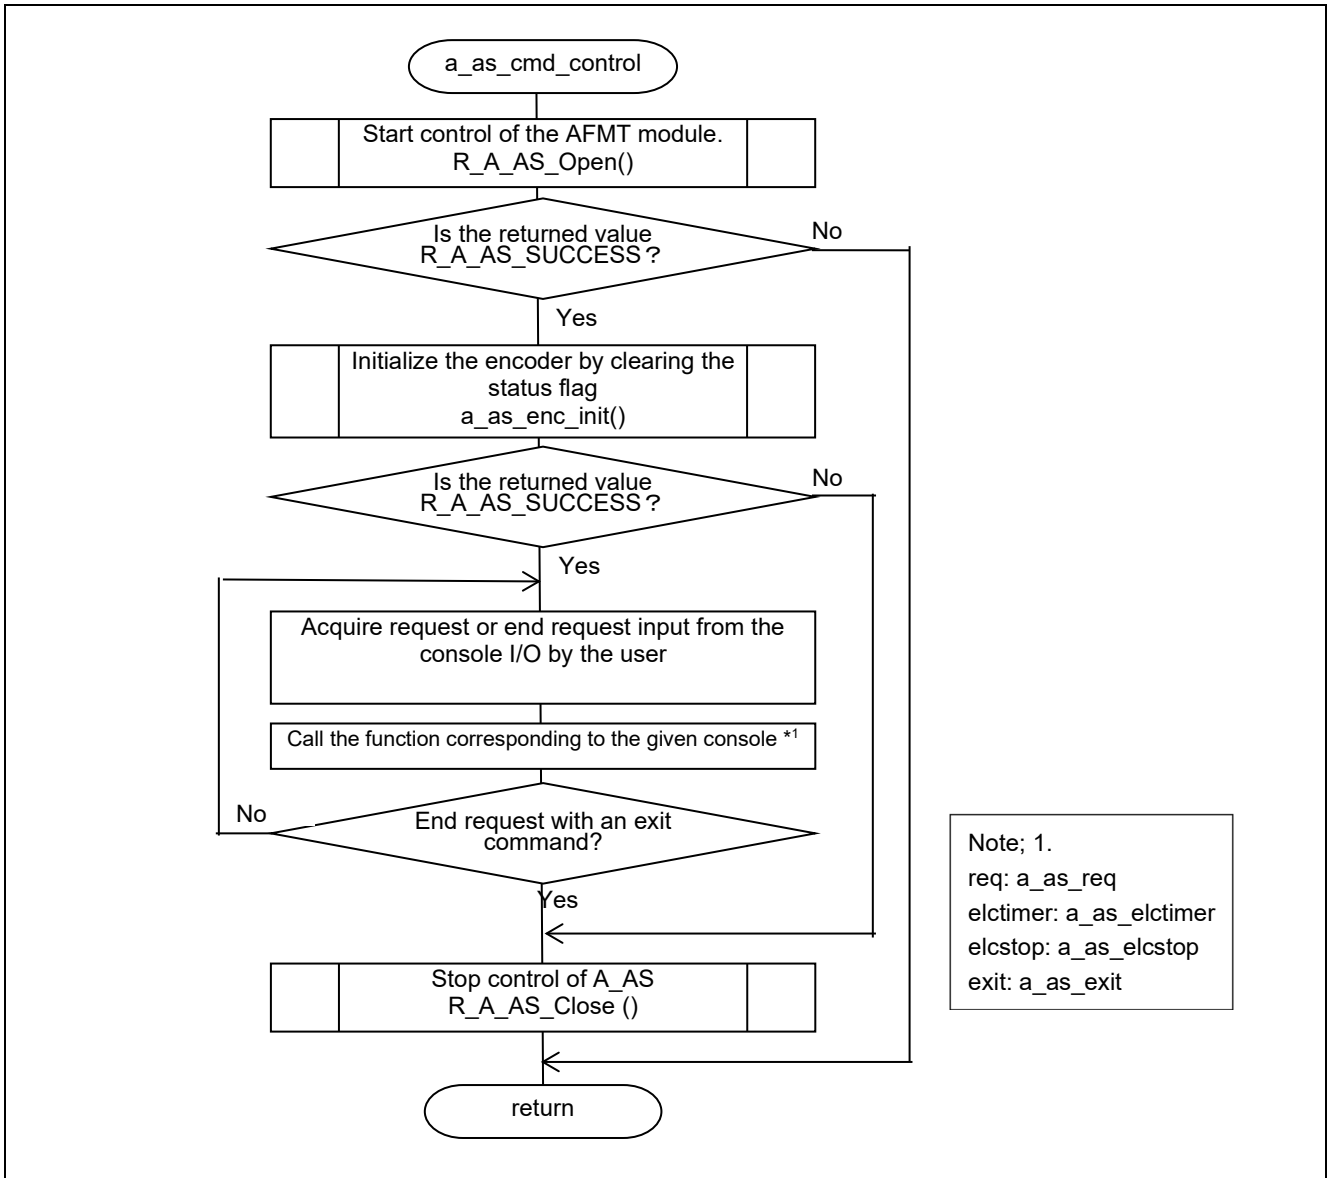 a_as_cmd_control
Start control of the AFMT module.
R_A_AS_Open()
Is the returned value
R_A_AS_SUCCESS？
No
Yes
Initialize the encoder by clearing the
status flag
a_as_enc_init()
Is the returned value
R_A_AS_SUCCESS？
No
Yes
Acquire request or end request input from the
console I/O by the user
Call the function corresponding to the given console *1
End request with an exit
command?
No
Yes
Stop control of A_AS
R_A_AS_Close ()
return
Note; 1.
req: a_as_req
elctimer: a_as_elctimer
elcstop: a_as_elcstop
exit: a_as_exit